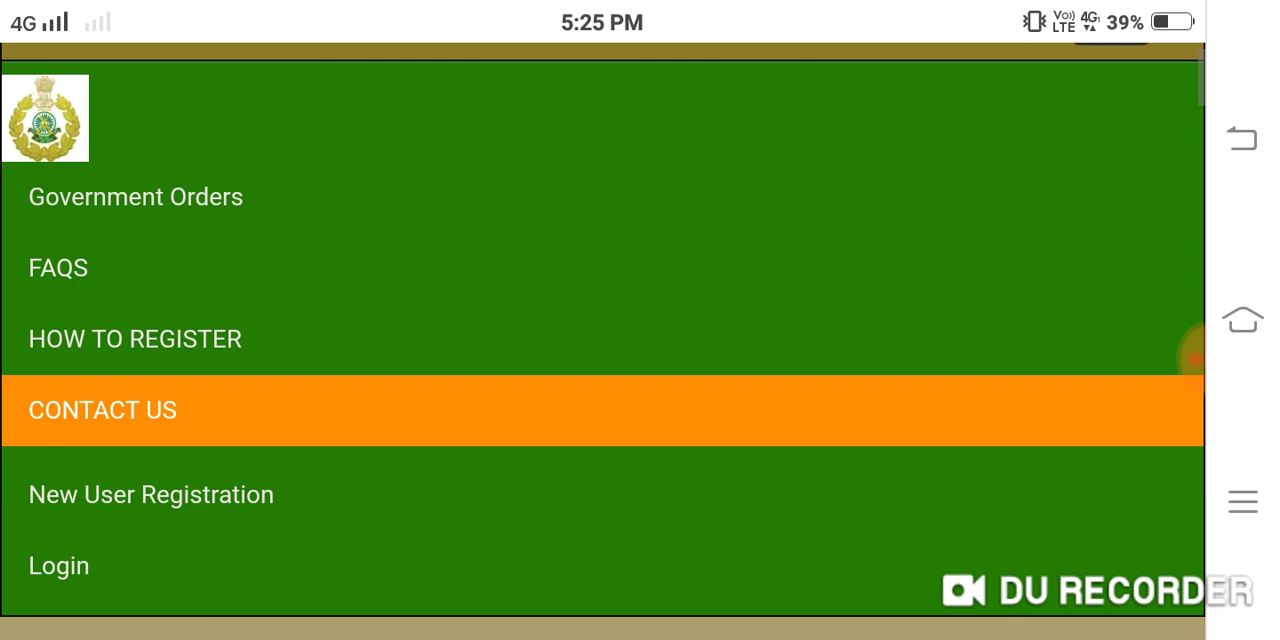 4G 5:25 PM Vo)) LTE 4G 39%
Government Orders
FAQS
HOW TO REGISTER
CONTACT US
New User Registration
Login
DU RECORDER